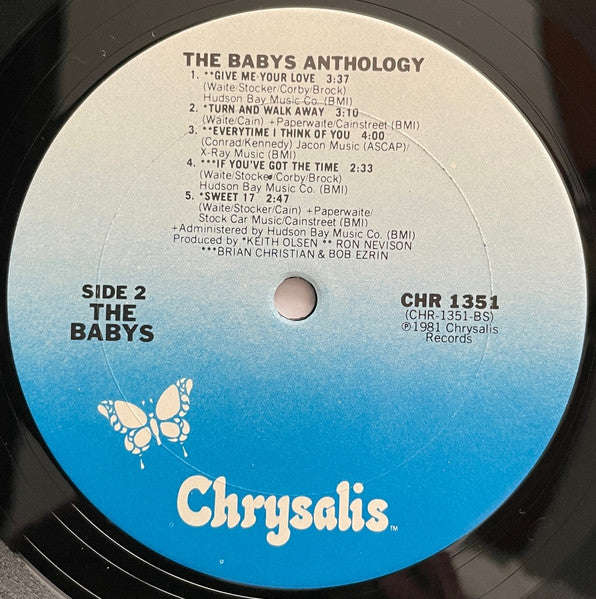 THE BABYS ANTHOLOGY
1. **GIVE ME YOUR LOVE 3:37
(Waite/Stocker/Corby/Brock)
Hudson Bay Music Co. (BMI)
2. *TURN AND WALK AWAY 3:10
(Waite/Cain) +Paperwaite/Cainstreet (BMI)
3. **EVERYTIME I THINK OF YOU 4:00
(Conrad/Kennedy) Jacon Music (ASCAP)/
X-Ray Music (BMI)
4. ***IF YOU'VE GOT THE TIME 2:33
(Waite/Stocker/Corby/Brock)
Hudson Bay Music Co. (BMI)
5. *SWEET 17 2:47
(Waite/Stocker/Cain) +Paperwaite/
Stock Car Music/Cainstreet (BMI)
+Administered by Hudson Bay Music Co. (BMI)
Produced by *KEITH OLSEN ** RON NEVISON
***BRIAN CHRISTIAN & BOB EZRIN
SIDE 2
THE
BABYS
CHR 1351
(CHR-1351-BS)
℗1981 Chrysalis
Records
Chrysalis™